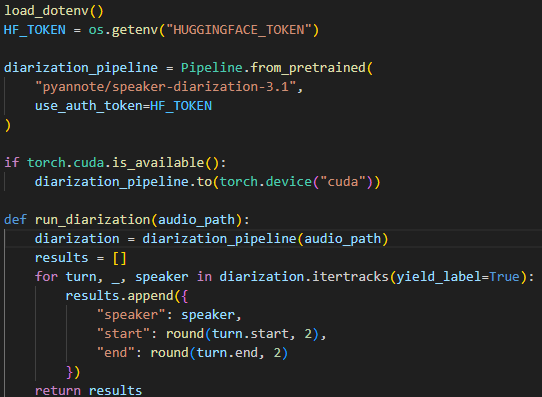 load_dotenv()
HF_TOKEN = os.getenv("HUGGINGFACE_TOKEN")

diarization_pipeline = Pipeline.from_pretrained(
    "pyannote/speaker-diarization-3.1",
    use_auth_token=HF_TOKEN
)

if torch.cuda.is_available():
    diarization_pipeline.to(torch.device("cuda"))

def run_diarization(audio_path):
    diarization = diarization_pipeline(audio_path)
    results = []
    for turn, _, speaker in diarization.itertracks(yield_label=True):
        results.append({
            "speaker": speaker,
            "start": round(turn.start, 2),
            "end": round(turn.end, 2)
        })
    return results